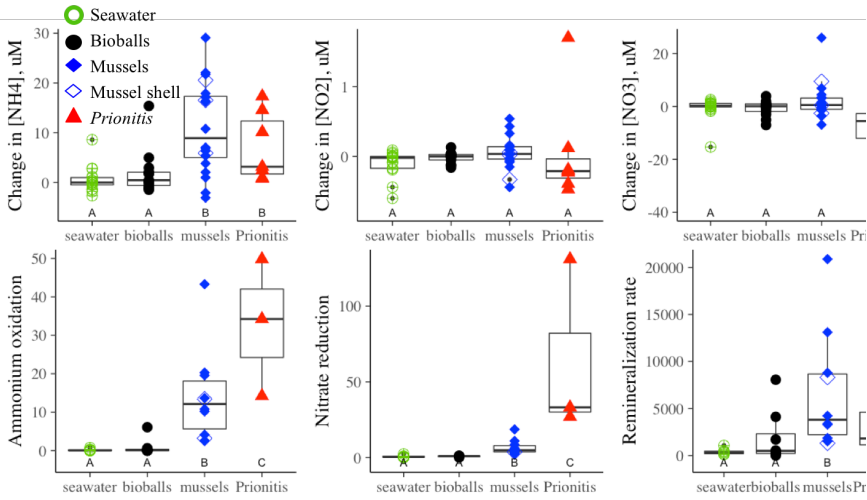 Seawater
Bioballs
Mussels
Mussel shell
Prionitis
Change in [NH4], uM
30
20
10
0
A A B B
seawater bioballs mussels Prionitis
Change in [NO2], uM
1
0
A A A A
seawater bioballs mussels Prionitis
Change in [NO3], uM
20
0
-20
-40
A A A
seawater bioballs mussels Pri
Ammonium oxidation
50
40
30
20
10
0
A A B C
seawater bioballs mussels Prionitis
Nitrate reduction
100
50
0
A A B C
seawater bioballs mussels Prionitis
Remineralization rate
20000
15000
10000
5000
0
A A B
seawater bioballs mussels Pr